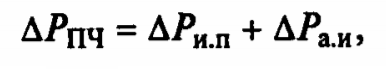 ΔP_ПЧ = ΔP_и.п + ΔP_а.и,